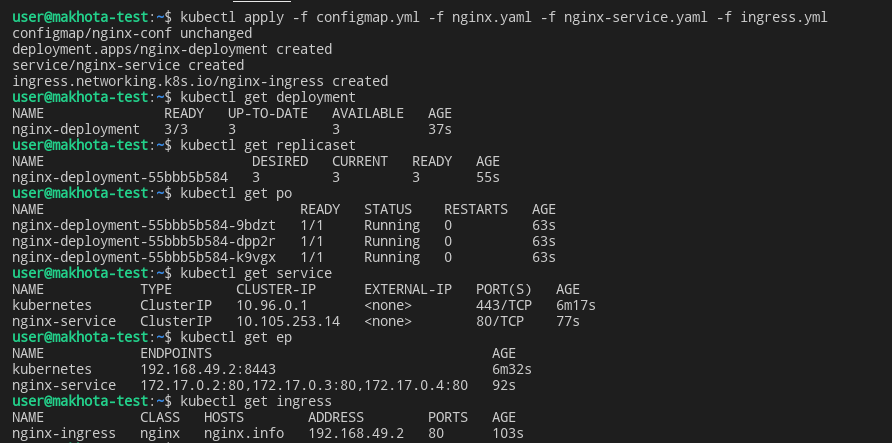 user@makhota-test:~$ kubectl apply -f configmap.yml -f nginx.yaml -f nginx-service.yaml -f ingress.yml
configmap/nginx-conf unchanged
deployment.apps/nginx-deployment created
service/nginx-service created
ingress.networking.k8s.io/nginx-ingress created
user@makhota-test:~$ kubectl get deployment
NAME               READY   UP-TO-DATE   AVAILABLE   AGE
nginx-deployment   3/3     3            3           37s
user@makhota-test:~$ kubectl get replicaset
NAME                          DESIRED   CURRENT   READY   AGE
nginx-deployment-55bbb5b584   3         3         3       55s
user@makhota-test:~$ kubectl get po
NAME                                READY   STATUS    RESTARTS   AGE
nginx-deployment-55bbb5b584-9bdzt   1/1     Running   0          63s
nginx-deployment-55bbb5b584-dpp2r   1/1     Running   0          63s
nginx-deployment-55bbb5b584-k9vgx   1/1     Running   0          63s
user@makhota-test:~$ kubectl get service
NAME            TYPE        CLUSTER-IP      EXTERNAL-IP   PORT(S)   AGE
kubernetes      ClusterIP   10.96.0.1       <none>        443/TCP   6m17s
nginx-service   ClusterIP   10.105.253.14   <none>        80/TCP    77s
user@makhota-test:~$ kubectl get ep
NAME            ENDPOINTS                                   AGE
kubernetes      192.168.49.2:8443                           6m32s
nginx-service   172.17.0.2:80,172.17.0.3:80,172.17.0.4:80   92s
user@makhota-test:~$ kubectl get ingress
NAME            CLASS   HOSTS        ADDRESS        PORTS   AGE
nginx-ingress   nginx   nginx.info   192.168.49.2   80      103s